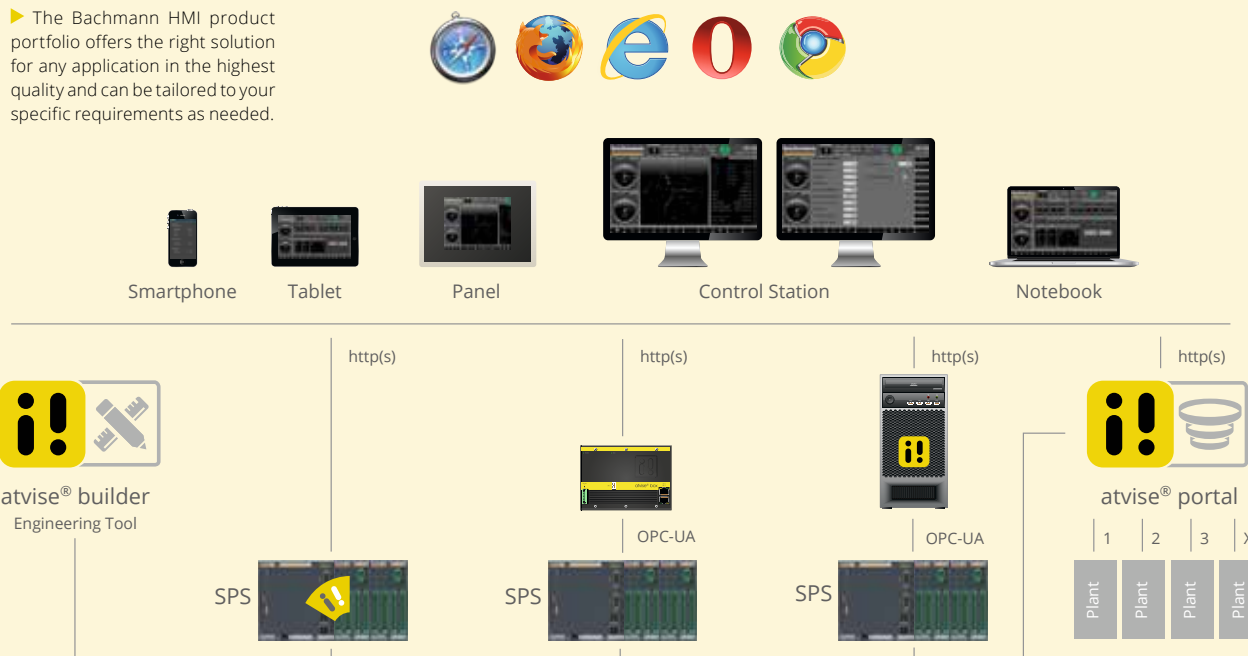 The Bachmann HMI product
portfolio offers the right solution
for any application in the highest
quality and can be tailored to your
specific requirements as needed.
Smartphone
Tablet
Panel
Control Station
Notebook
http(s)
http(s)
http(s)
http(s)
atvise® builder
Engineering Tool
atvise® portal
OPC-UA
OPC-UA
1
2
3
SPS
SPS
SPS
Plant
Plant
Plant
Plant